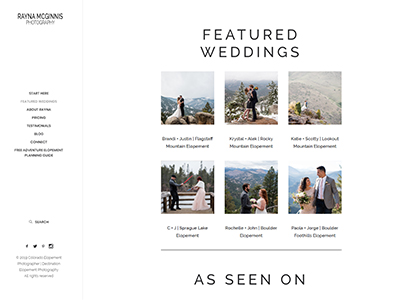 RAYNA MCGINNIS
PHOTOGRAPHY
START HERE
FEATURED WEDDINGS
ABOUT RAYNA
PRICING
TESTIMONIALS
BLOG
CONNECT
FREE ADVENTURE ELOPEMENT
PLANNING GUIDE
SEARCH
© 2019 Colorado Elopement
Photographer | Destination
Elopement Photography
All rights reserved
FEATURED
WEDDINGS
Brandi + Justin | Flagstaff
Mountain Elopement
Krystal + Alek | Rocky
Mountain Elopement
Katie + Scotty | Lookout
Mountain Elopement
C + J | Sprague Lake
Elopement
Rochelle + John | Boulder
Elopement
Paola + Jorge | Boulder
Foothills Elopement
AS SEEN ON